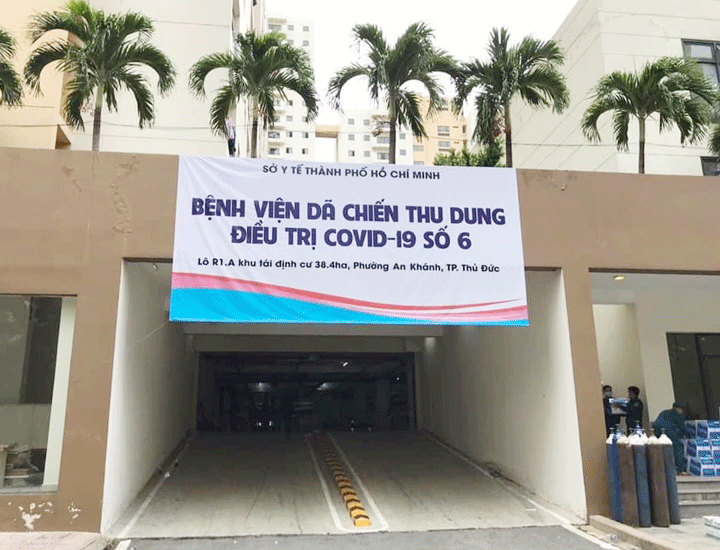 SỞ Y TẾ THÀNH PHỐ HỒ CHÍ MINH
BỆNH VIỆN DÃ CHIẾN THU DUNG
ĐIỀU TRỊ COVID-19 SỐ 6
Lô R1.A khu tái định cư 38.4ha, Phường An Khánh, TP. Thủ Đức